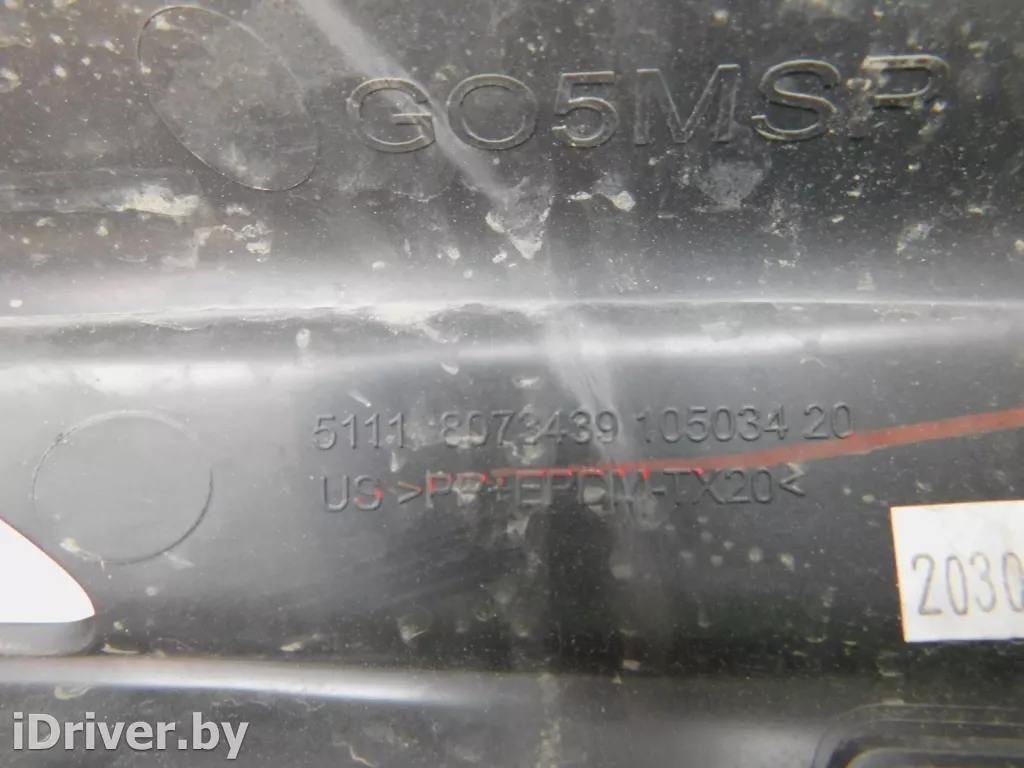 GO5MSP
5111 8073439 105034 20
US >PP+EPDM-TX20<
2030
iDriver.by